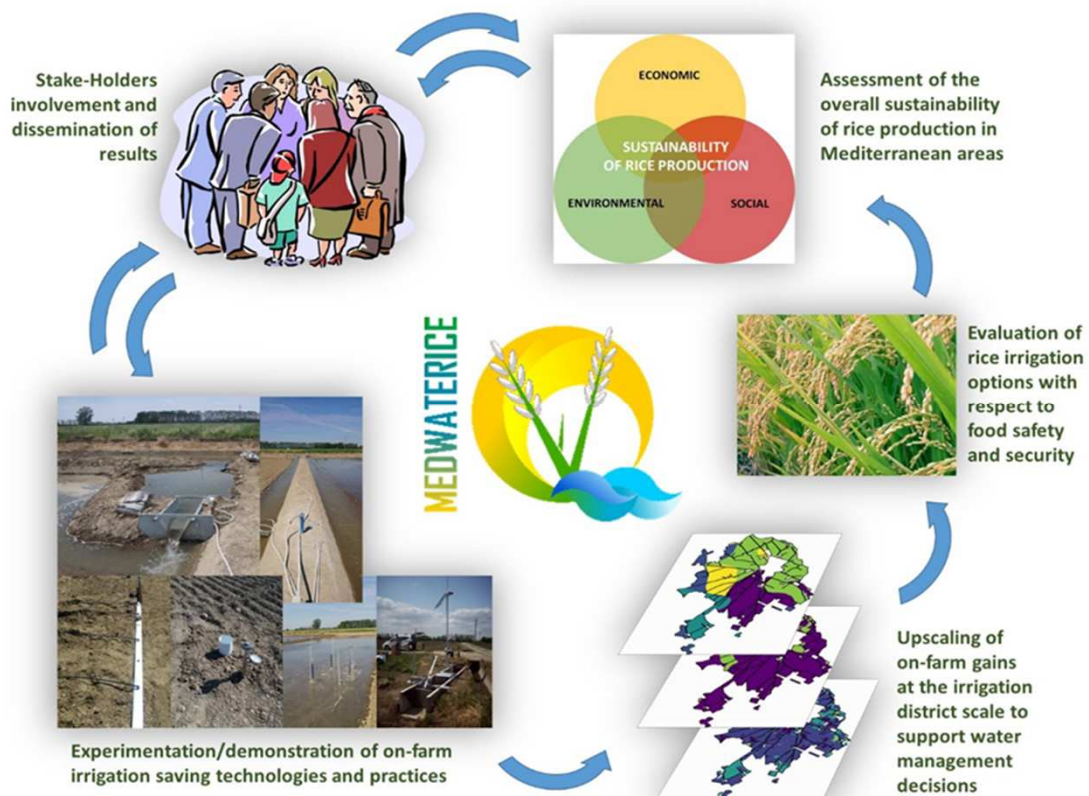 Stake-Holders
involvement and
dissemination of
results
ECONOMIC
SUSTAINABILITY
OF RICE PRODUCTION
ENVIRONMENTAL
SOCIAL
Assessment of the
overall sustainability
of rice production in
Mediterranean areas
MEDWATERICE
Evaluation of
rice irrigation
options with
respect to
food safety
and security
Upscaling of
on-farm gains
at the irrigation
district scale to
support water
management
decisions
Experimentation/demonstration of on-farm
irrigation saving technologies and practices